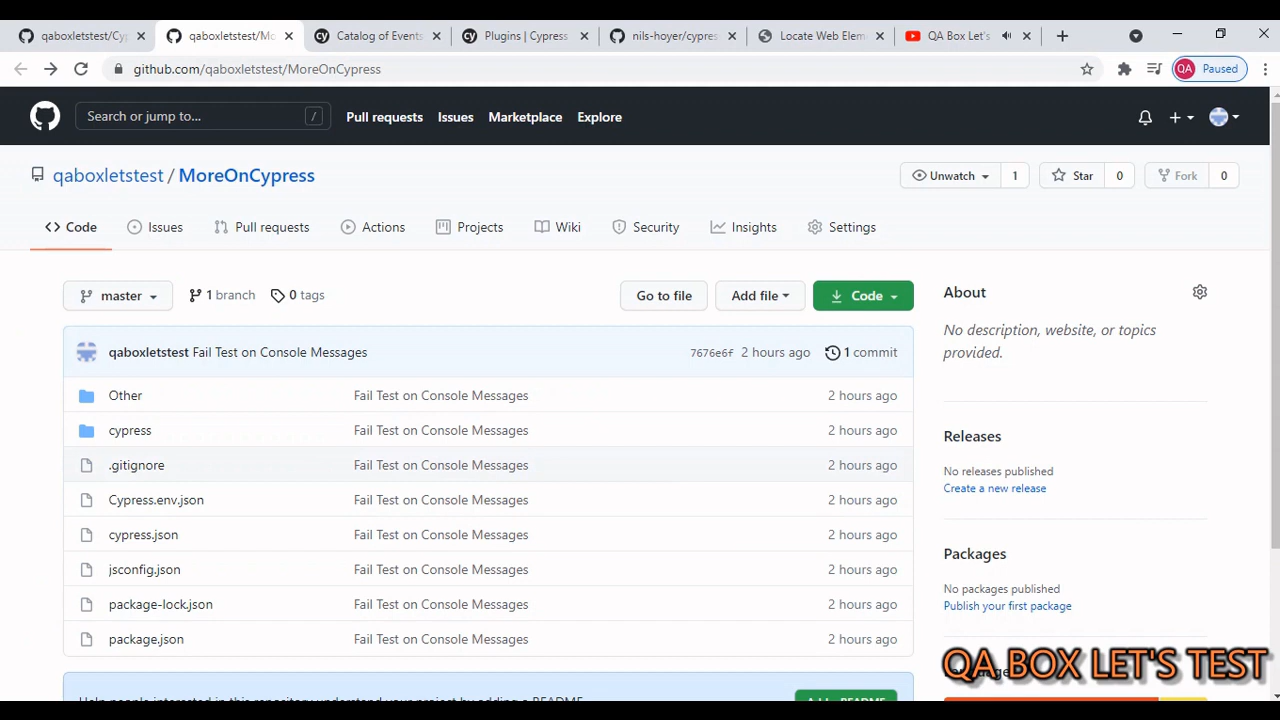 qaboxletstest/Cyp
qaboxletstest/Mo
Catalog of Events
Plugins | Cypress
nils-hoyer/cypres
Locate Web Elem
QA Box Let's
github.com/qaboxletstest/MoreOnCypress
QA Paused
Search or jump to... /
Pull requests Issues Marketplace Explore
qaboxletstest / MoreOnCypress
Unwatch 1 Star 0 Fork 0
Code Issues Pull requests Actions Projects Wiki Security Insights Settings
master 1 branch 0 tags Go to file Add file Code
qaboxletstest Fail Test on Console Messages 7676e6f 2 hours ago 1 commit
Other Fail Test on Console Messages 2 hours ago
cypress Fail Test on Console Messages 2 hours ago
.gitignore Fail Test on Console Messages 2 hours ago
Cypress.env.json Fail Test on Console Messages 2 hours ago
cypress.json Fail Test on Console Messages 2 hours ago
jsconfig.json Fail Test on Console Messages 2 hours ago
package-lock.json Fail Test on Console Messages 2 hours ago
package.json Fail Test on Console Messages 2 hours ago
About
No description, website, or topics
provided.
Releases
No releases published
Create a new release
Packages
No packages published
Publish your first package
QA BOX LET'S TEST